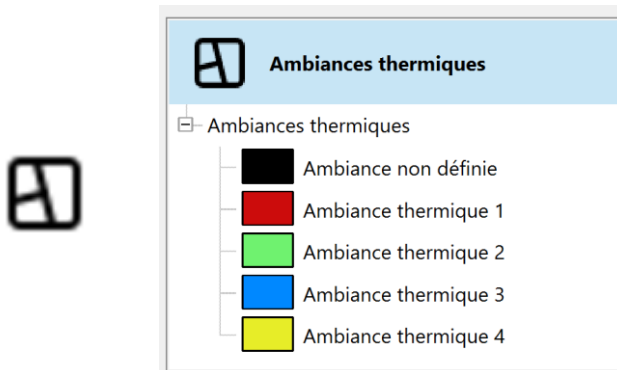 Ambiances thermiques
Ambiances thermiques
Ambiance non définie
Ambiance thermique 1
Ambiance thermique 2
Ambiance thermique 3
Ambiance thermique 4